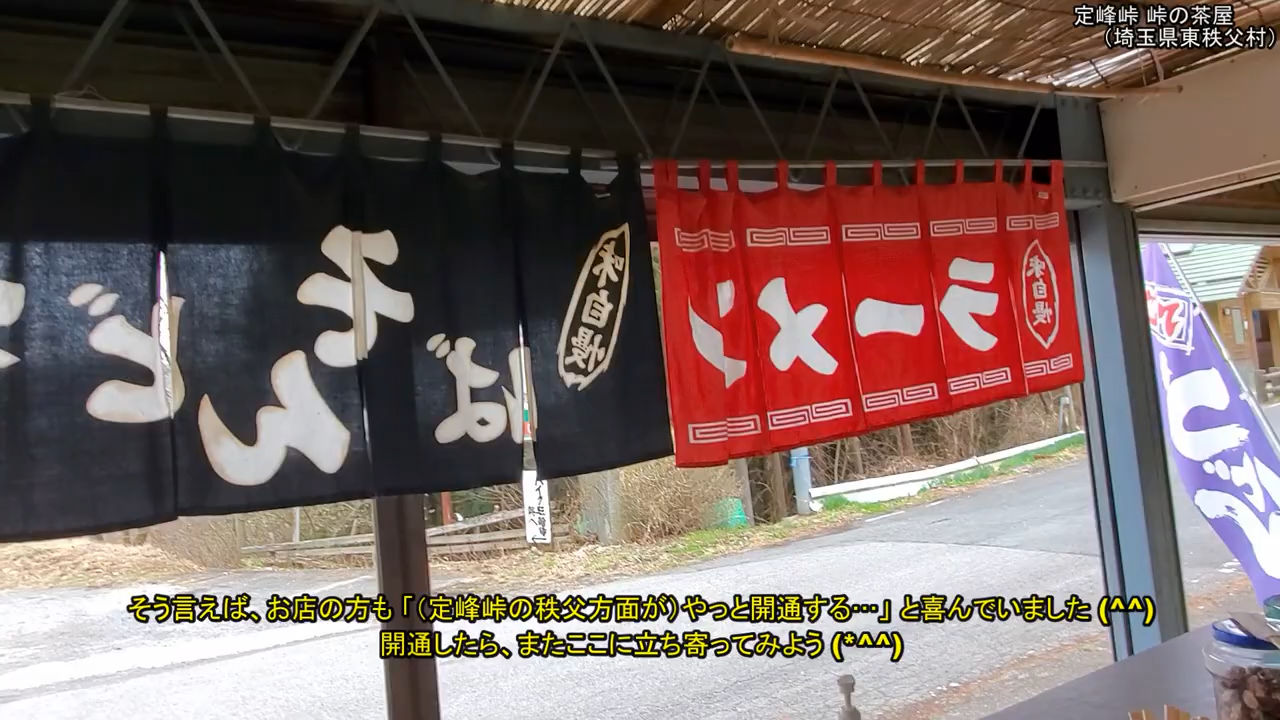 定峰峠 峠の茶屋
（埼玉県東秩父村）
味自慢
そば
うどん
味自慢
ラーメン
そう言えば、お店の方も「（定峰峠の秩父方面が）やっと開通する…」と喜んでいました (^^)
開通したら、またここに立ち寄ってみよう (*^^)